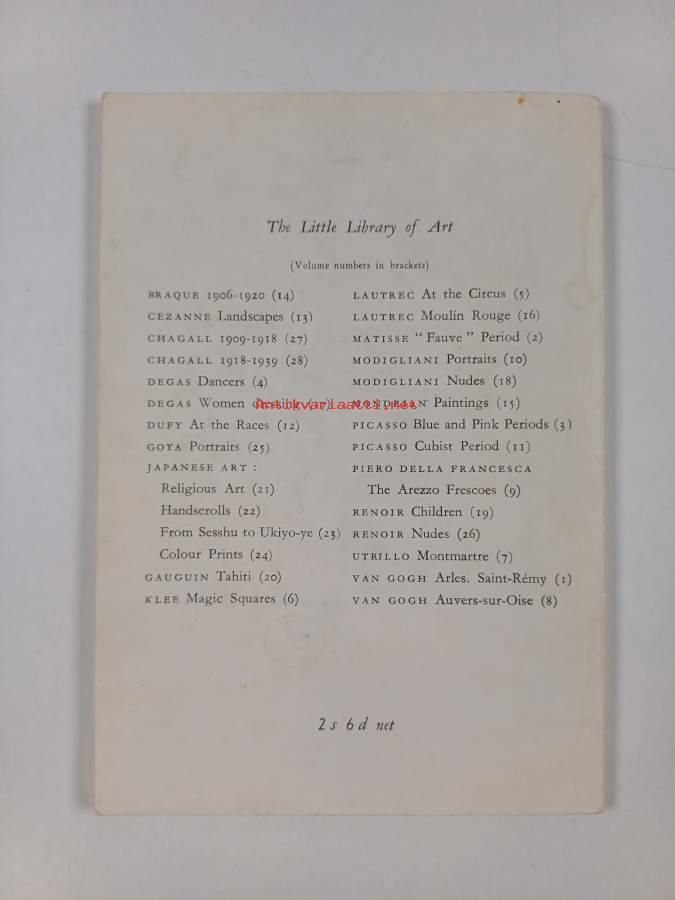 The Little Library of Art
(Volume numbers in brackets)
BRAQUE 1906-1920 (14)
CEZANNE Landscapes (13)
CHAGALL 1909-1918 (27)
CHAGALL 1918-1939 (28)
DEGAS Dancers (4)
DEGAS Women
DUFY At the Races (12)
GOYA Portraits (25)
JAPANESE ART :
Religious Art (21)
Handscrolls (22)
From Sesshu to Ukiyo-ye (23)
Colour Prints (24)
GAUGUIN Tahiti (20)
KLEE Magic Squares (6)
LAUTREC At the Circus (5)
LAUTREC Moulin Rouge (16)
MATISSE "Fauve" Period (2)
MODIGLIANI Portraits (10)
MODIGLIANI Nudes (18)
MONDRIAN Paintings (15)
PICASSO Blue and Pink Periods (3)
PICASSO Cubist Period (11)
PIERO DELLA FRANCESCA
The Arezzo Frescoes (9)
RENOIR Children (19)
RENOIR Nudes (26)
UTRILLO Montmartre (7)
VAN GOGH Arles. Saint-Rémy (1)
VAN GOGH Auvers-sur-Oise (8)
2s 6d net
Antikvariaatti.net